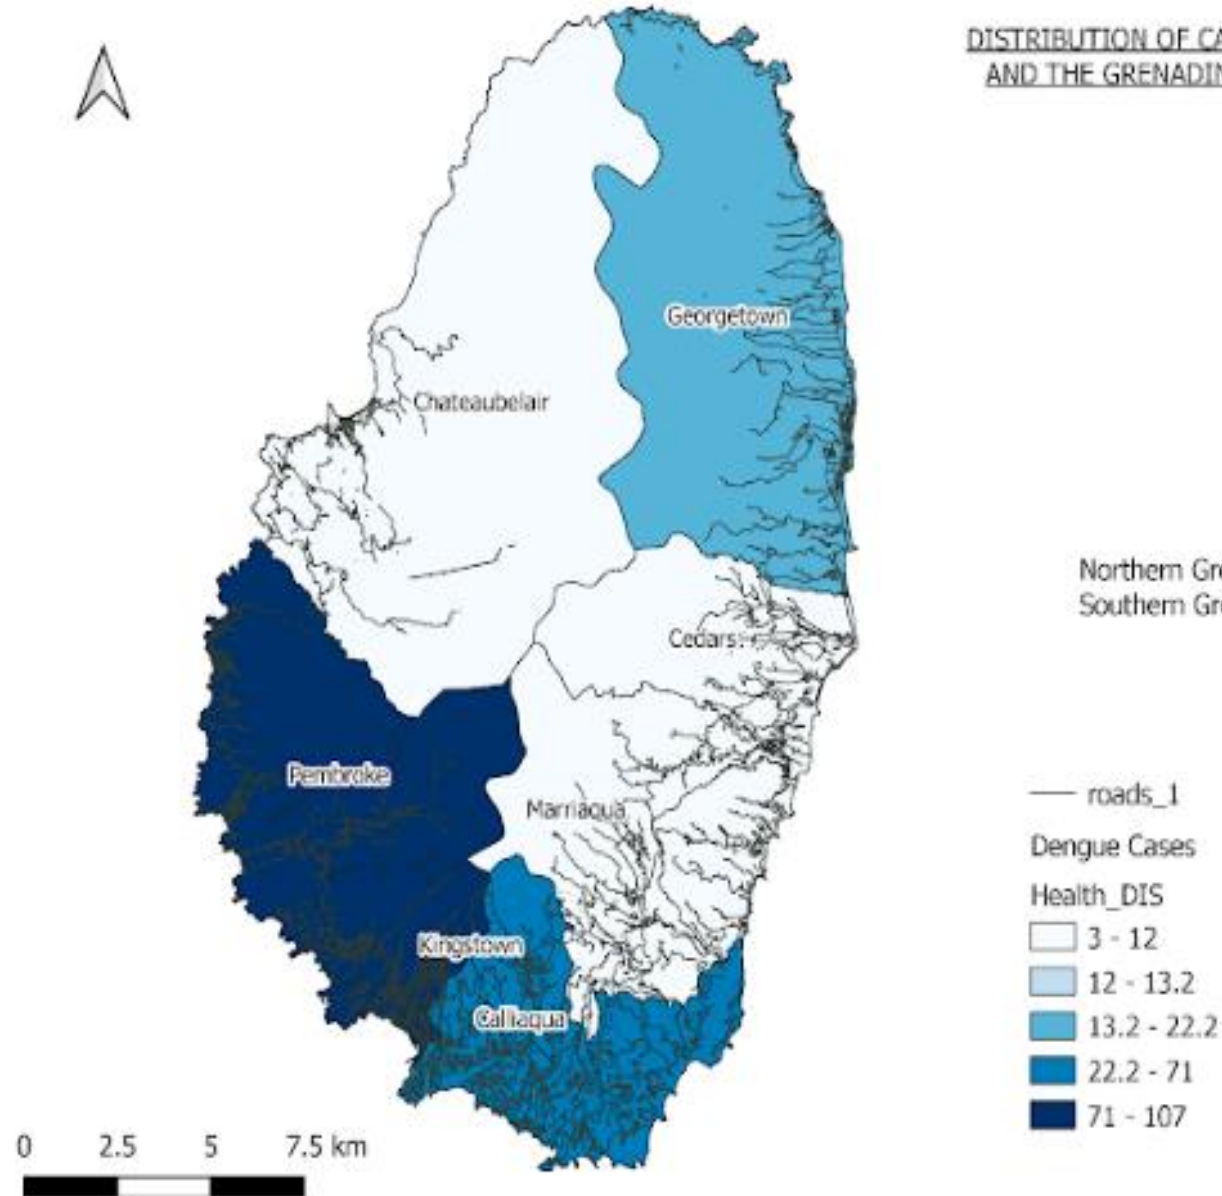 DISTRIBUTION OF CA
AND THE GRENADIN
Georgetown
Chateaubelair
Northern Gre
Southern Gre
Cedars
Pembroke
Marriaqua
roads_1
Dengue Cases
Health_DIS
3 - 12
12 - 13.2
13.2 - 22.2
22.2 - 71
71 - 107
Kingstown
Calliaqua
0 2.5 5 7.5 km